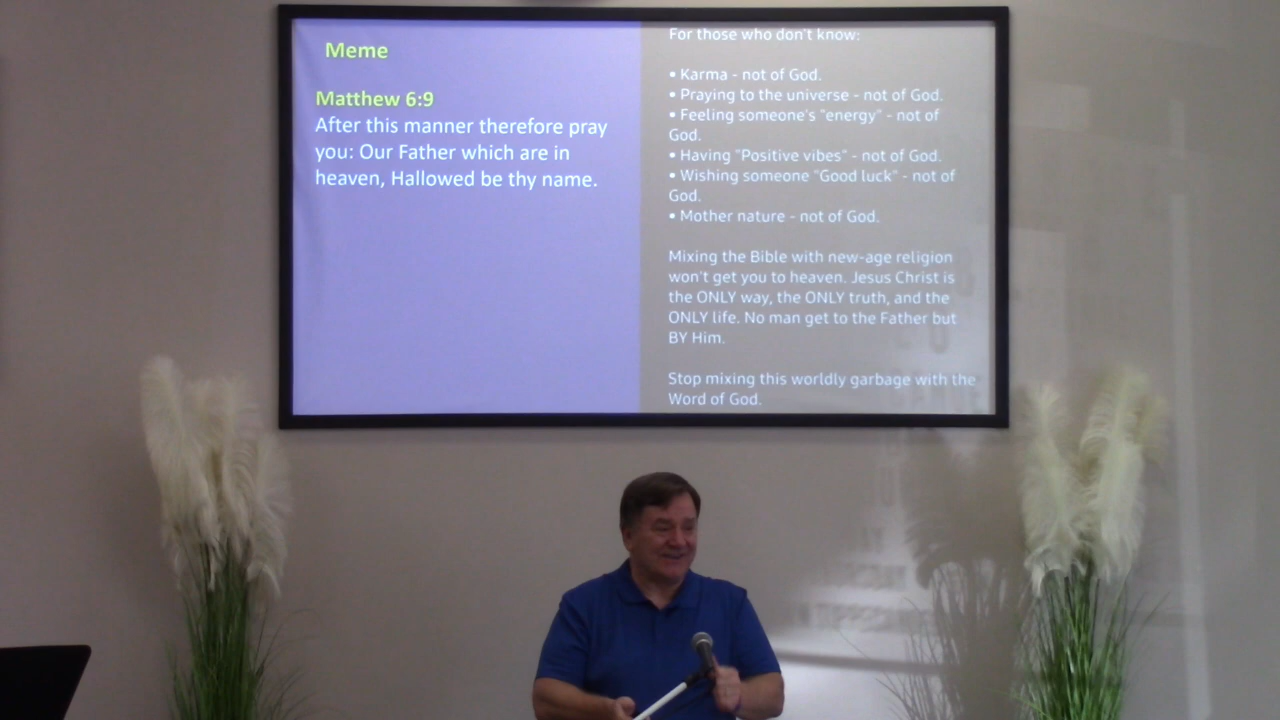 Meme
Matthew 6:9
After this manner therefore pray
you: Our Father which are in
heaven, Hallowed be thy name.
For those who don't know:
• Karma - not of God.
• Praying to the universe - not of God.
• Feeling someone's "energy" - not of
God.
• Having "Positive vibes" - not of God.
• Wishing someone "Good luck" - not of
God.
• Mother nature - not of God.
Mixing the Bible with new-age religion
won't get you to heaven. Jesus Christ is
the ONLY way, the ONLY truth, and the
ONLY life. No man get to the Father but
BY Him.
Stop mixing this worldly garbage with the
Word of God.